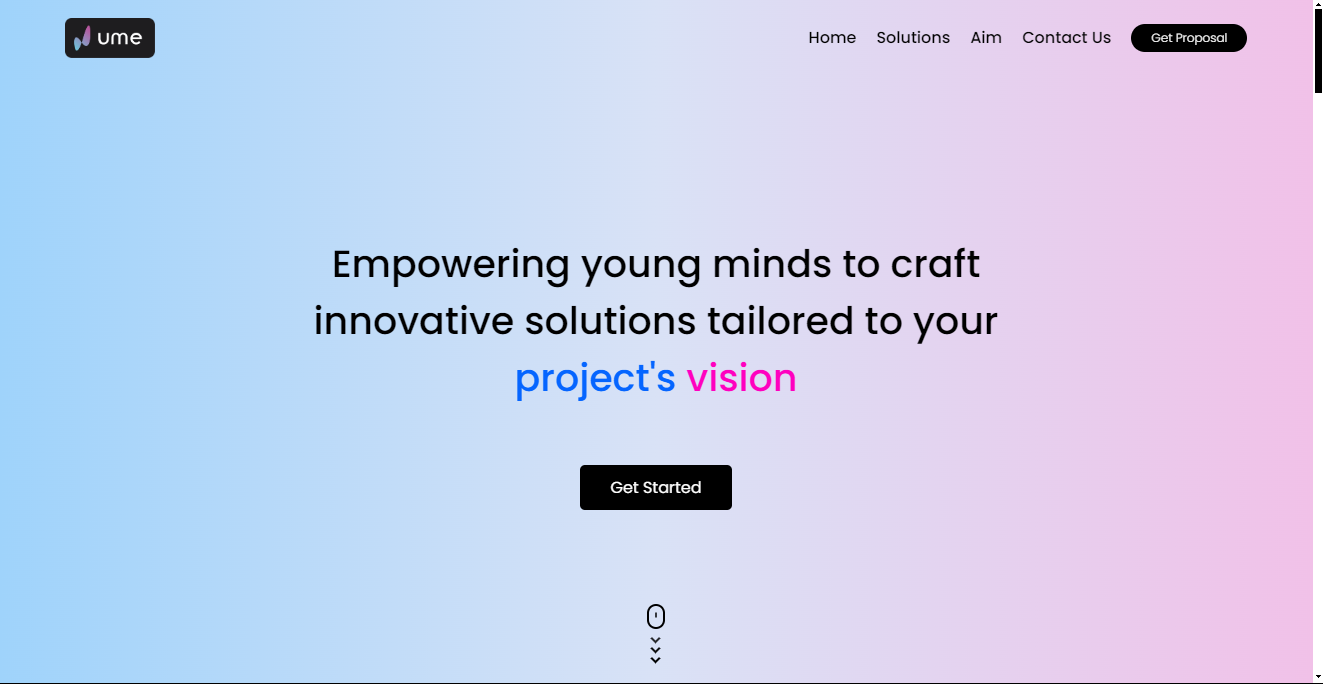 ume
Home Solutions Aim Contact Us Get Proposal
Empowering young minds to craft
innovative solutions tailored to your
project's vision
Get Started